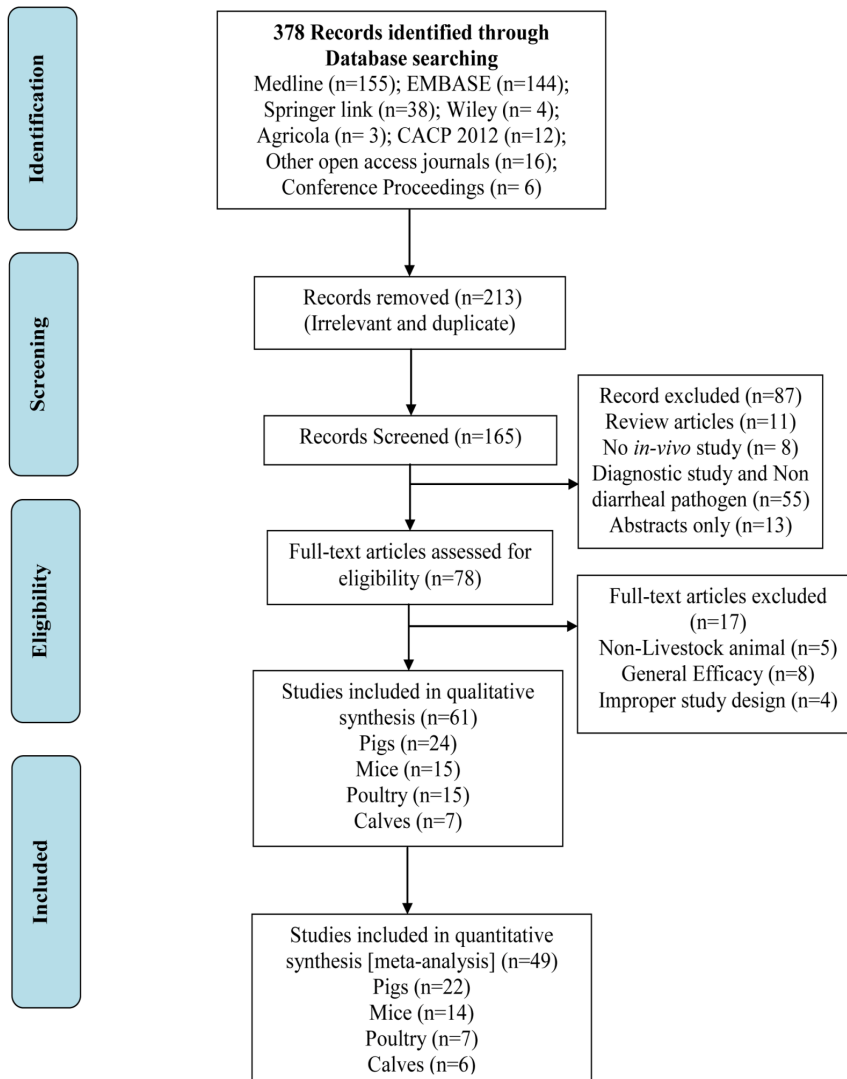 Identification
378 Records identified through
Database searching
Medline (n=155); EMBASE (n=144);
Springer link (n=38); Wiley (n= 4);
Agricola (n= 3); CACP 2012 (n=12);
Other open access journals (n=16);
Conference Proceedings (n= 6)
Screening
Records removed (n=213)
(Irrelevant and duplicate)
Records Screened (n=165)
Record excluded (n=87)
Review articles (n=11)
No in-vivo study (n= 8)
Diagnostic study and Non
diarrheal pathogen (n=55)
Abstracts only (n=13)
Eligibility
Full-text articles assessed for
eligibility (n=78)
Full-text articles excluded
(n=17)
Non-Livestock animal (n=5)
General Efficacy (n=8)
Improper study design (n=4)
Studies included in qualitative
synthesis (n=61)
Pigs (n=24)
Mice (n=15)
Poultry (n=15)
Calves (n=7)
Included
Studies included in quantitative
synthesis [meta-analysis] (n=49)
Pigs (n=22)
Mice (n=14)
Poultry (n=7)
Calves (n=6)